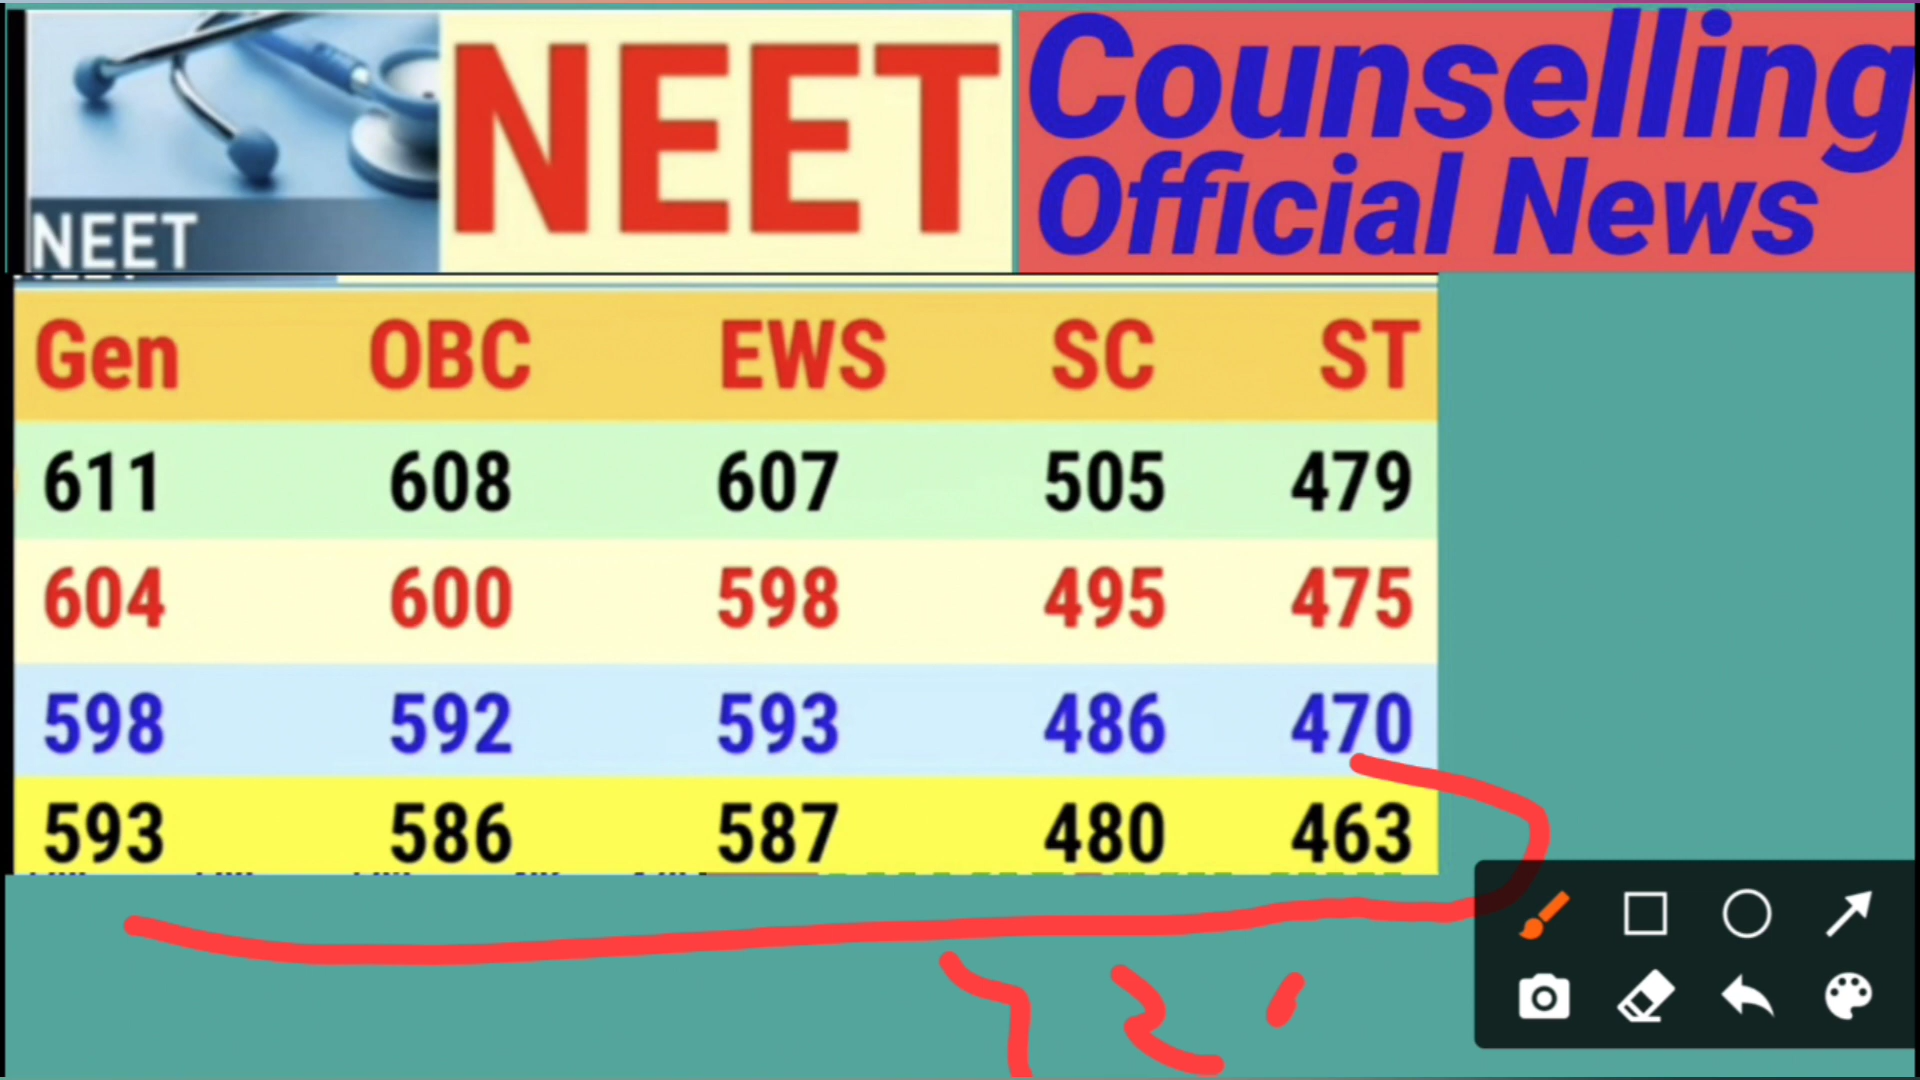 NEET
NEET
Counselling
Official News
Gen OBC EWS SC ST
611 608 607 505 479
604 600 598 495 475
598 592 593 486 470
593 586 587 480 463